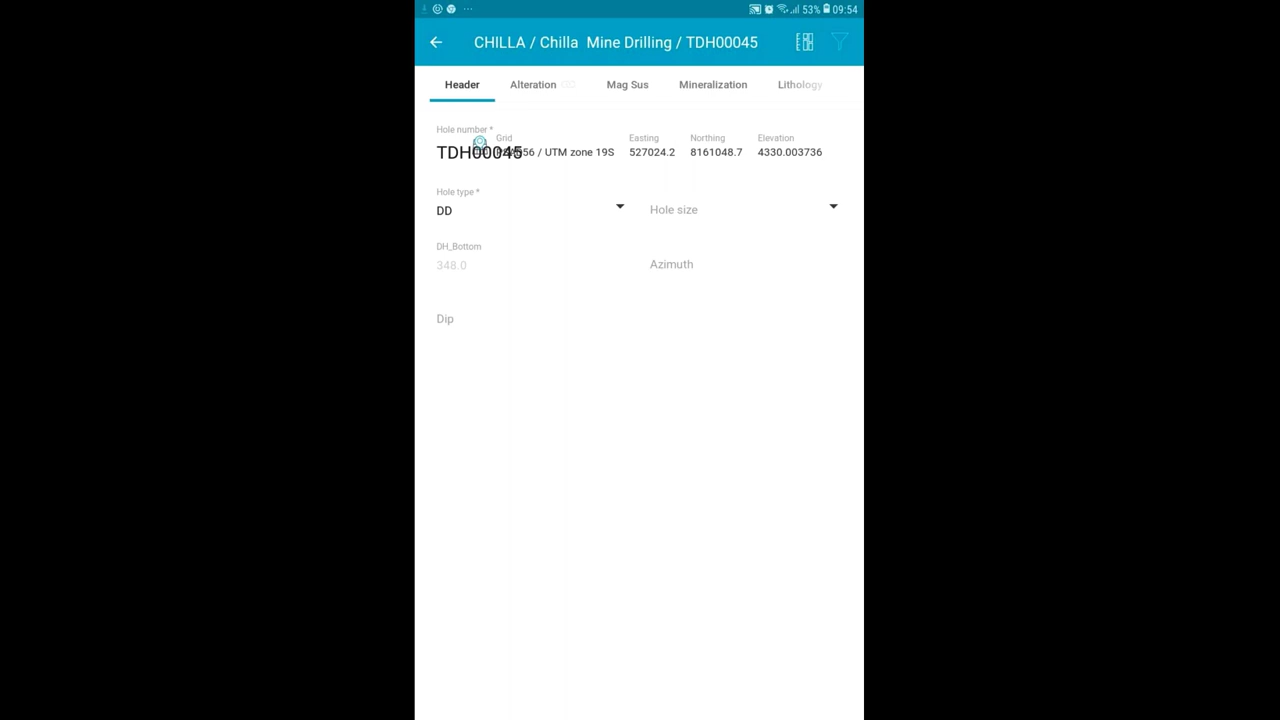 53% 09:54
CHILLA / Chilla Mine Drilling / TDH00045
Header Alteration Mag Sus Mineralization Lithology
Hole number *
Grid Easting Northing Elevation
TDH00045 / UTM zone 19S 527024.2 8161048.7 4330.003736
Hole type *
DD Hole size
DH_Bottom
348.0 Azimuth
Dip